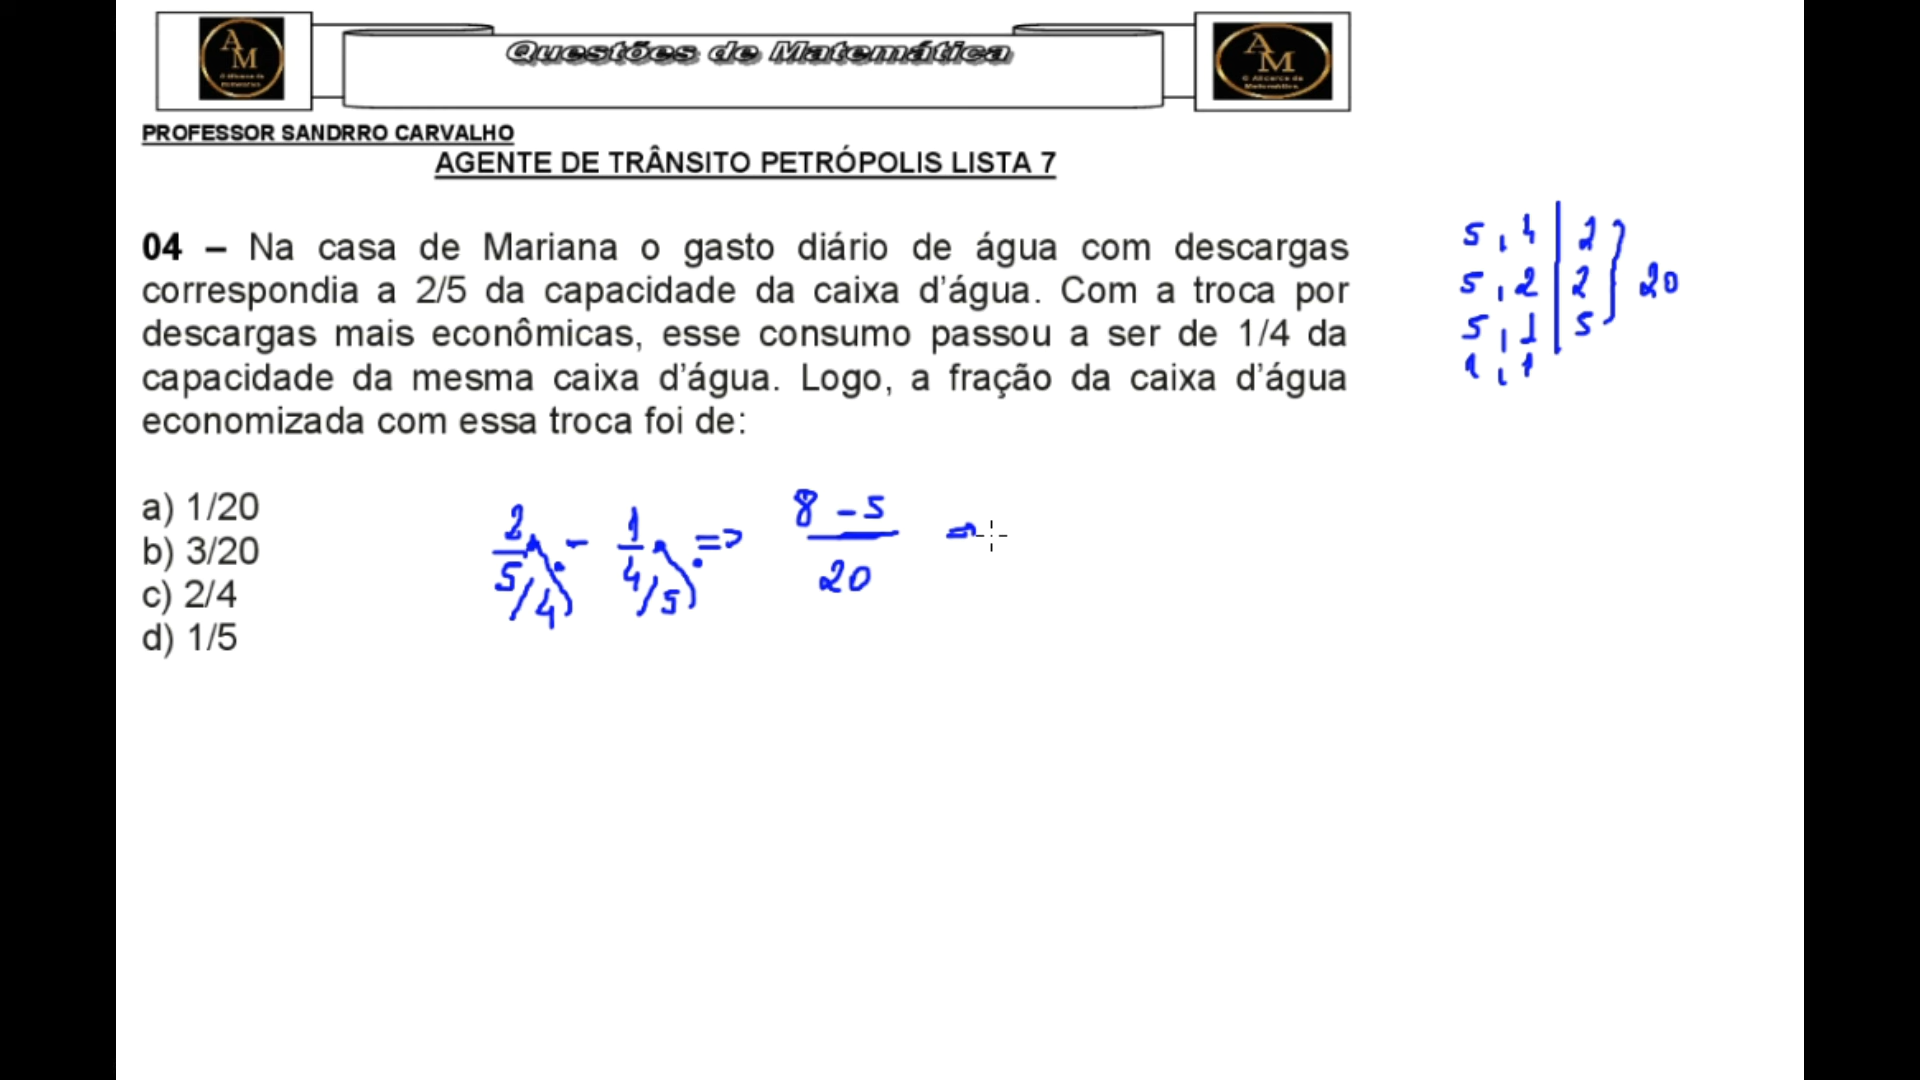 Questões de Matemática
AM
AM
PROFESSOR SANDRRO CARVALHO
AGENTE DE TRÂNSITO PETRÓPOLIS LISTA 7
04 – Na casa de Mariana o gasto diário de água com descargas
correspondia a 2/5 da capacidade da caixa d'água. Com a troca por
descargas mais econômicas, esse consumo passou a ser de 1/4 da
capacidade da mesma caixa d'água. Logo, a fração da caixa d'água
economizada com essa troca foi de:
a) 1/20
b) 3/20
c) 2/4
d) 1/5
2/5 /4 - 1/4 /5 => 8 - 5 / 20 =
5, 4 | 2
5, 2 | 2 } 20
5, 1 | 5
1, 1